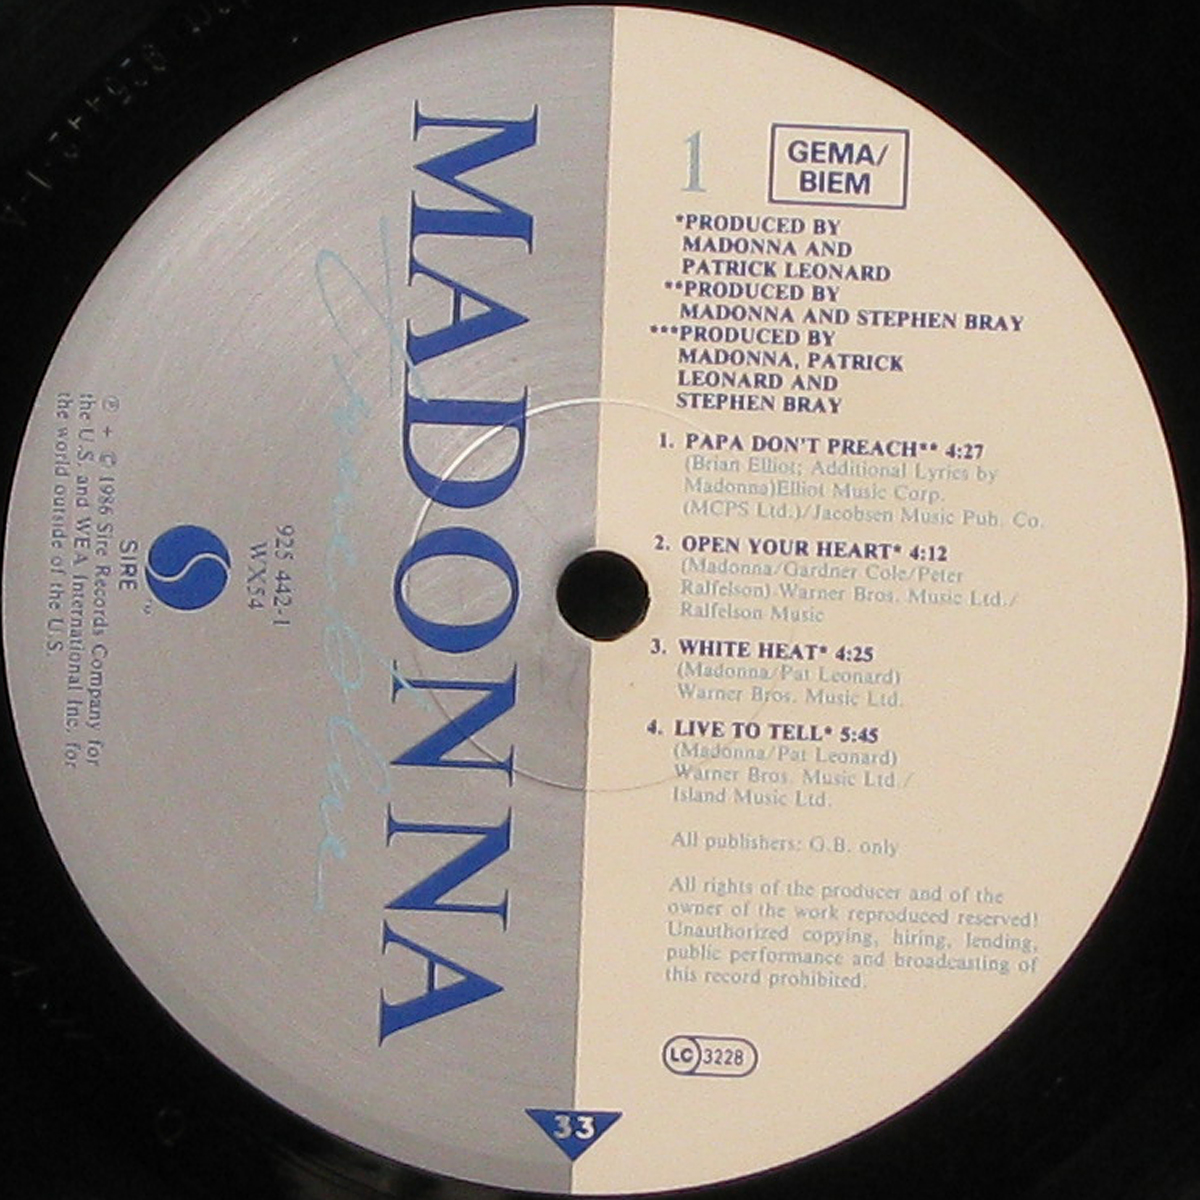 MADONNA
True Blue
925 442-1
WX54
SIRE
TM
℗ + © 1986 Sire Records Company for
the U.S. and WEA International Inc. for
the world outside of the U.S.
1
GEMA/
BIEM
*PRODUCED BY
MADONNA AND
PATRICK LEONARD
**PRODUCED BY
MADONNA AND STEPHEN BRAY
***PRODUCED BY
MADONNA, PATRICK
LEONARD AND
STEPHEN BRAY
1. PAPA DON'T PREACH** 4:27
(Brian Elliot; Additional Lyrics by
Madonna)Elliot Music Corp.
(MCPS Ltd.)/Jacobsen Music Pub. Co.
2. OPEN YOUR HEART* 4:12
(Madonna/Gardner Cole/Peter
Ralfelson) Warner Bros. Music Ltd./
Ralfelson Music
3. WHITE HEAT* 4:25
(Madonna/Pat Leonard)
Warner Bros. Music Ltd.
4. LIVE TO TELL* 5:45
(Madonna/Pat Leonard)
Warner Bros. Music Ltd./
Island Music Ltd.
All publishers: G.B. only
All rights of the producer and of the
owner of the work reproduced reserved!
Unauthorized copying, hiring, lending,
public performance and broadcasting of
this record prohibited.
LC 3228
33